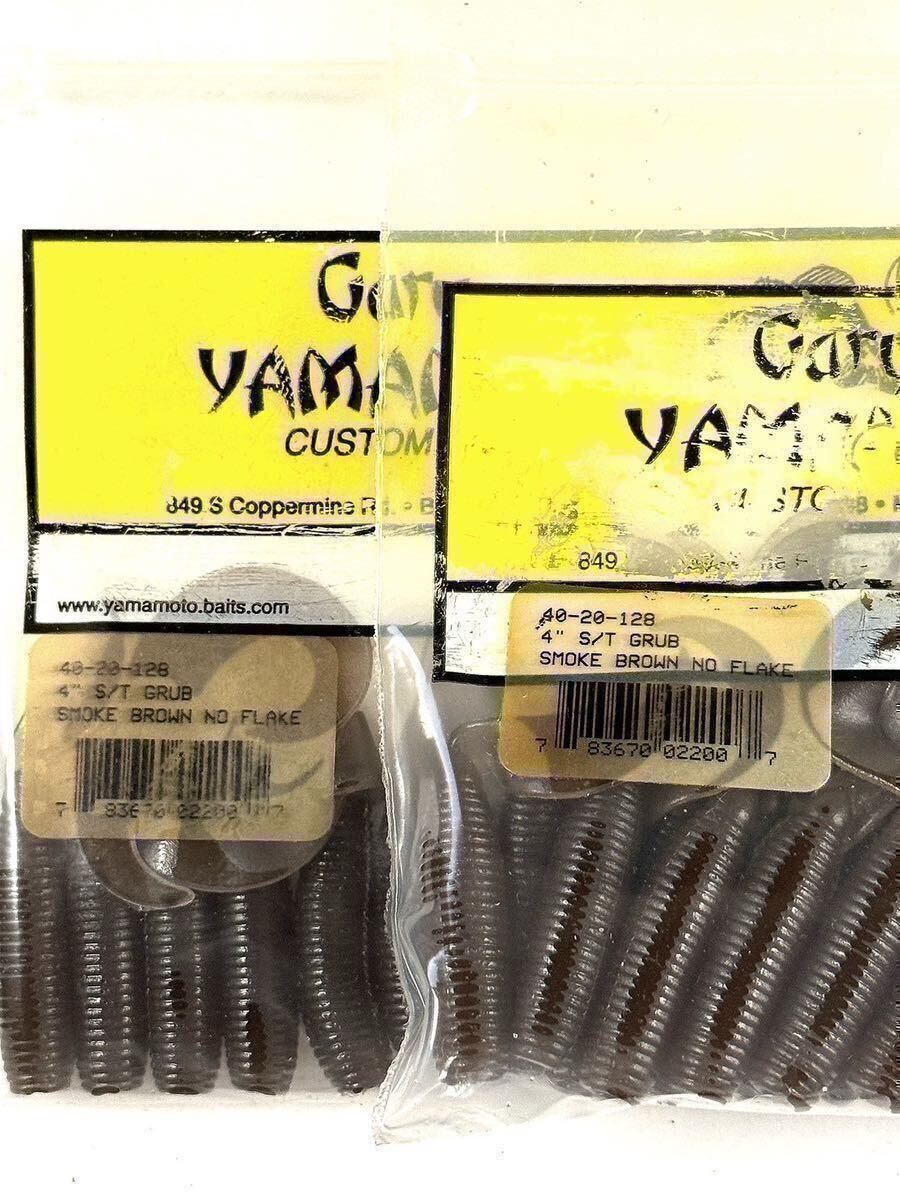 Gary
YAMA
CUSTOM
849 S Coppermine Rd. • B
www.yamamoto.baits.com
40-20-128
4" S/T GRUB
SMOKE BROWN NO FLAKE
7 83670 02200 7
Gary
YAM
849
40-20-128
4" S/T GRUB
SMOKE BROWN NO FLAKE
7 83670 02200 7